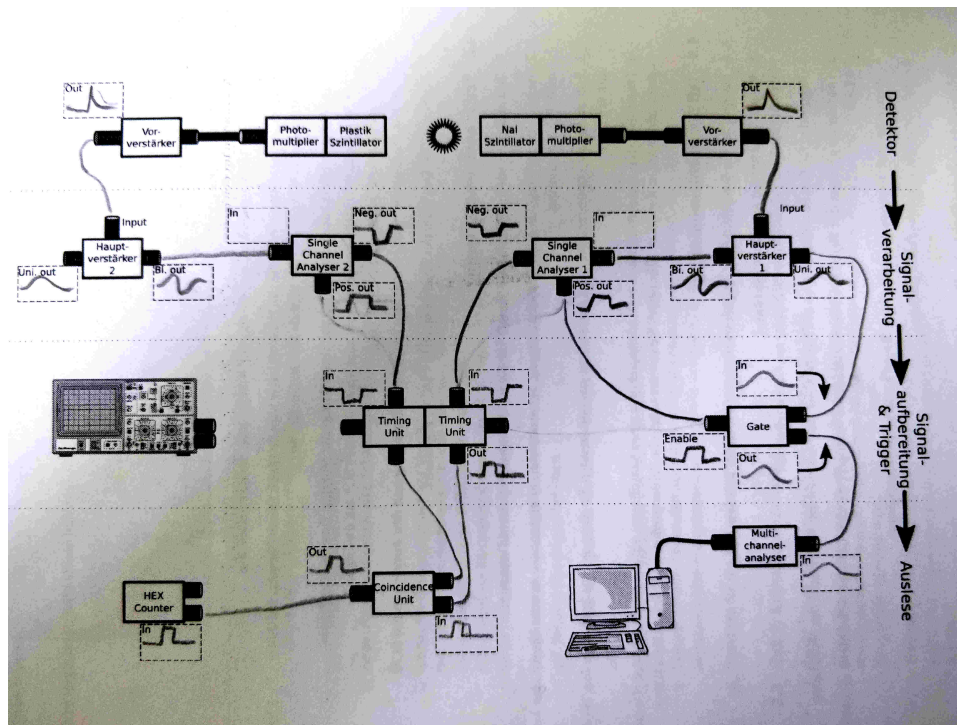 Out
Vor-
verstärker
Photo-
multiplier
Plastik
Szintillator
NaI
Szintillator
Photo-
multiplier
Vor-
verstärker
Out
Detektor
Input
Haupt-
verstärker
2
Uni. out
Bi. out
In
Single
Channel
Analyser 2
Neg. out
Pos. out
Neg. out
Single
Channel
Analyser 1
In
Pos. out
Input
Haupt-
verstärker
1
Bi. out
Uni. out
Signal-
verarbeitung
In
Timing
Unit
Timing
Unit
In
Out
In
Gate
Enable
Out
Signal-
aufbereitung
& Trigger
HEX
Counter
In
Out
Coincidence
Unit
In
Multi-
channel-
analyser
In
Auslese